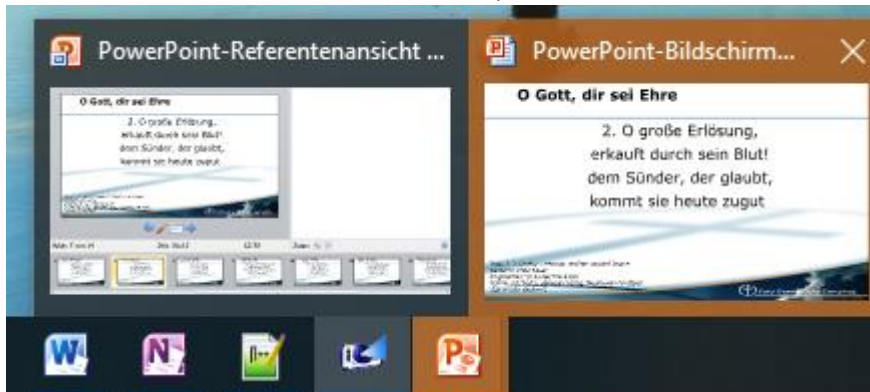 PowerPoint-Referentenansicht ...
O Gott, dir sei Ehre
2. O große Erlösung,
erkauft durch sein Blut!
dem Sünder, der glaubt,
kommt sie heute zugut
PowerPoint-Bildschirm...
O Gott, dir sei Ehre
2. O große Erlösung,
erkauft durch sein Blut!
dem Sünder, der glaubt,
kommt sie heute zugut